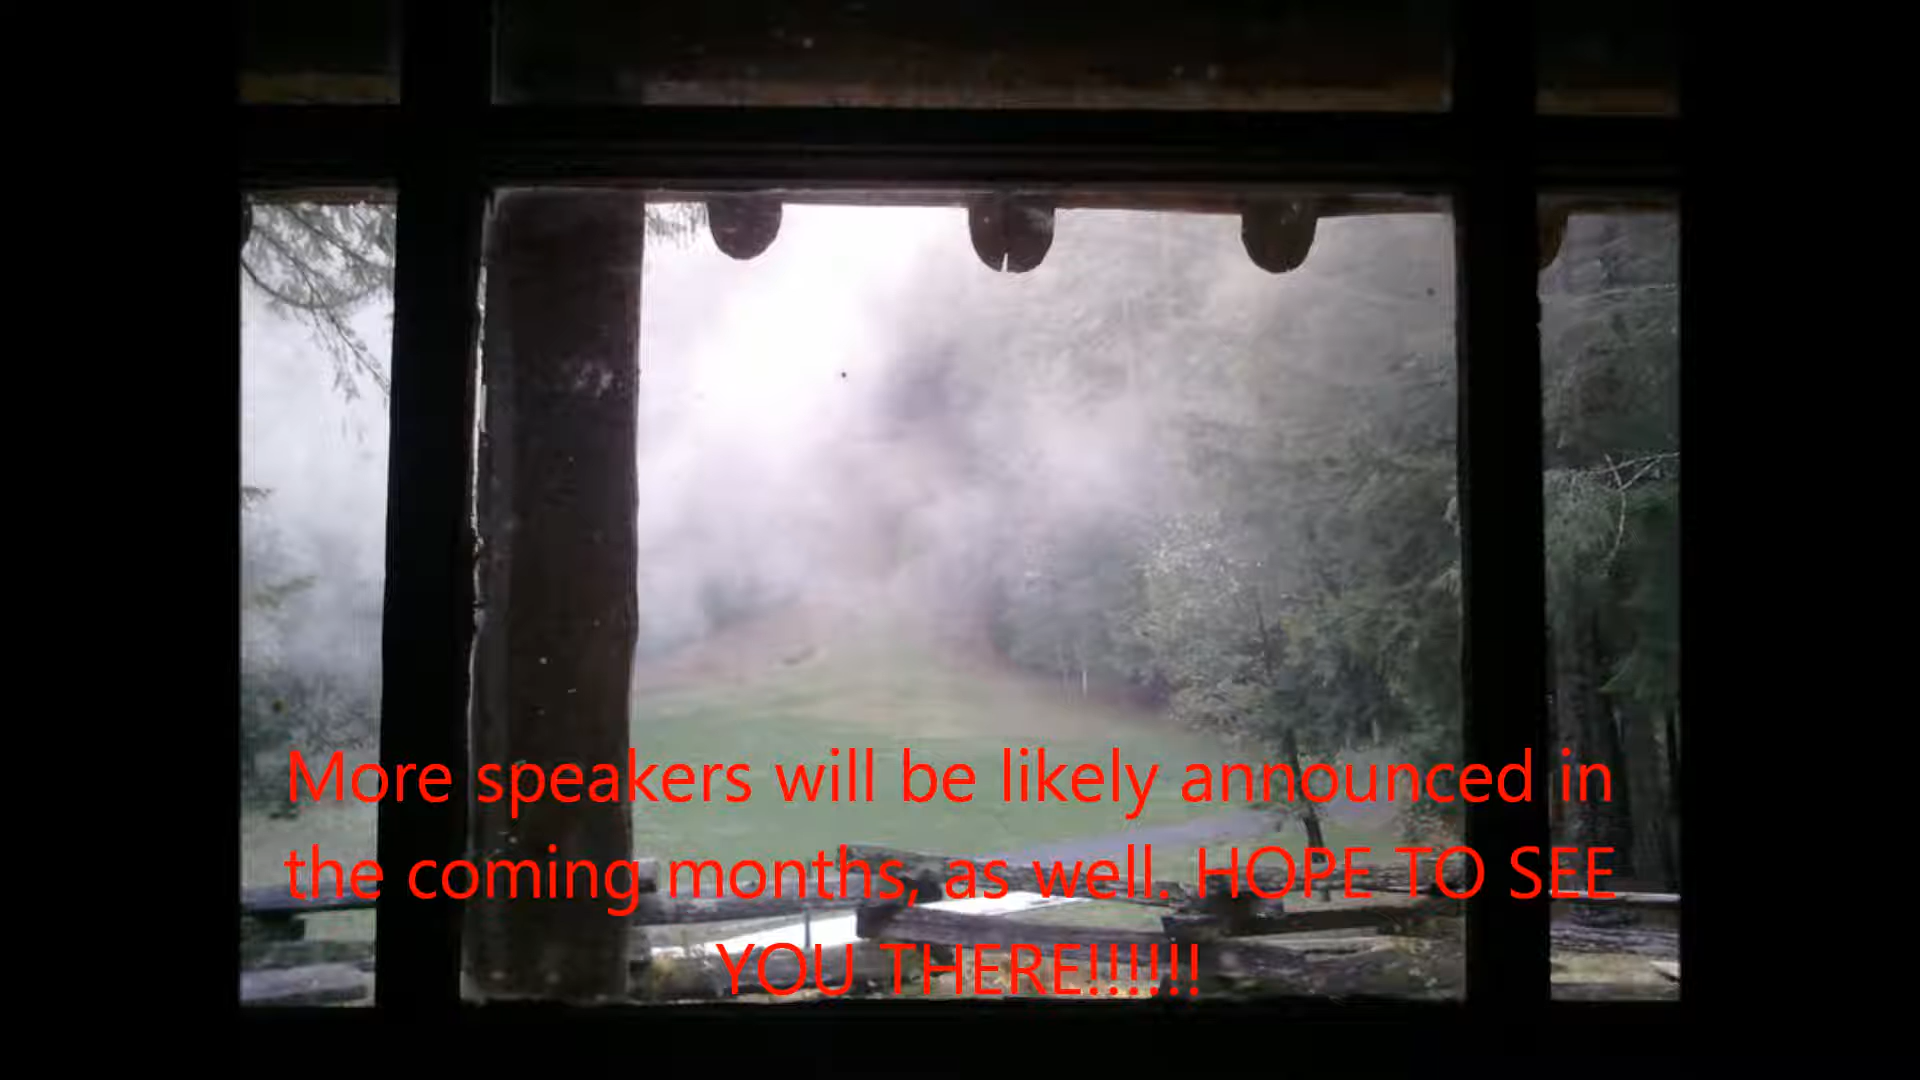 More speakers will be likely announced in
the coming months, as well. HOPE TO SEE
YOU THERE!!!!!!